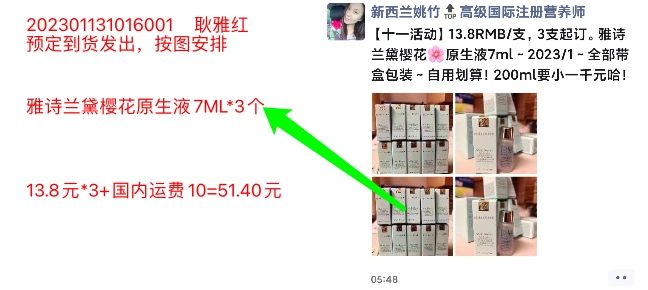 202301131016001 耿雅红
预定到货发出，按图安排
雅诗兰黛樱花原生液7ML*3个
13.8元*3+国内运费10=51.40元
新西兰姚竹🔝高级国际注册营养师
【十一活动】13.8RMB/支，3支起订。雅诗
兰黛樱花🌸原生液7ml～2023/1～全部带
盒包装～自用划算！200ml要小一千元哈！
05:48